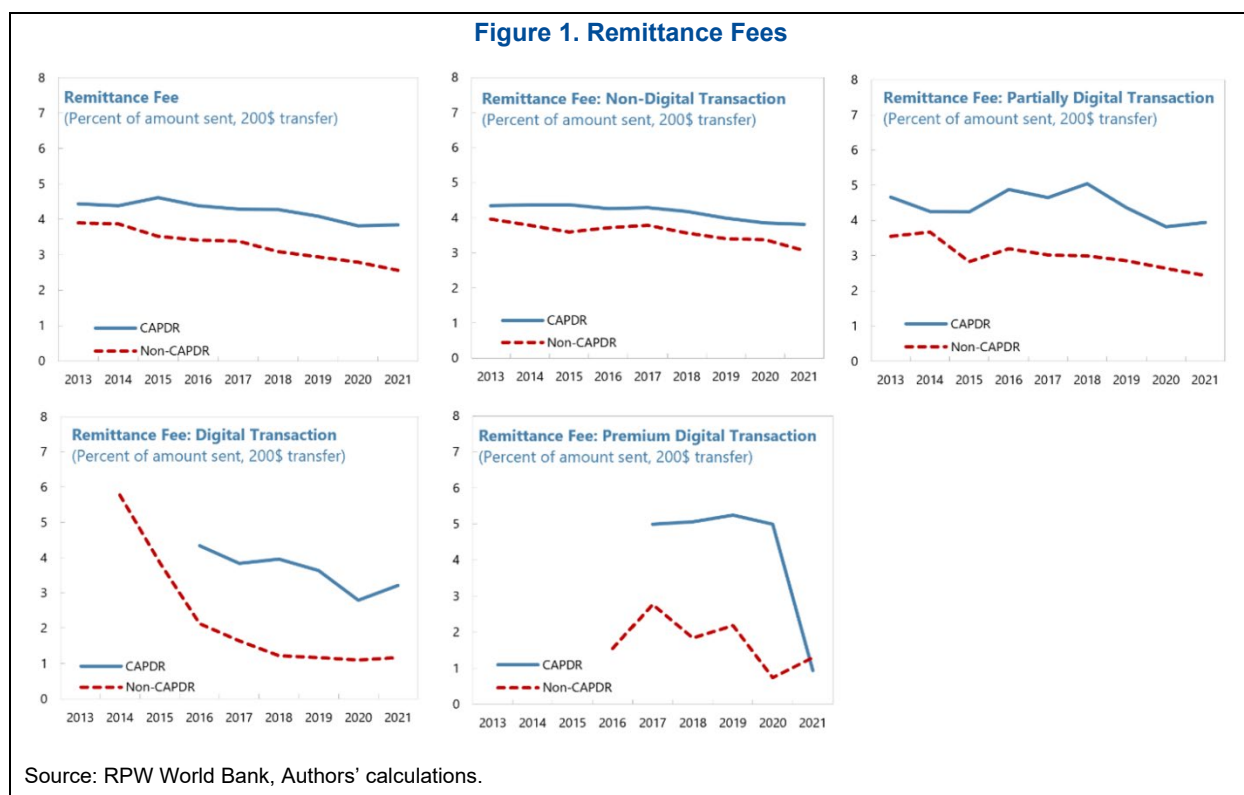 Figure 1. Remittance Fees
Remittance Fee
(Percent of amount sent, 200$ transfer)
8
7
6
5
4
3
2
1
0
CAPDR
Non-CAPDR
2013 2014 2015 2016 2017 2018 2019 2020 2021
Remittance Fee: Non-Digital Transaction
(Percent of amount sent, 200$ transfer)
8
7
6
5
4
3
2
1
0
CAPDR
Non-CAPDR
2013 2014 2015 2016 2017 2018 2019 2020 2021
Remittance Fee: Partially Digital Transaction
(Percent of amount sent, 200$ transfer)
8
7
6
5
4
3
2
1
0
CAPDR
Non-CAPDR
2013 2014 2015 2016 2017 2018 2019 2020 2021
Remittance Fee: Digital Transaction
(Percent of amount sent, 200$ transfer)
8
7
6
5
4
3
2
1
0
CAPDR
Non-CAPDR
2013 2014 2015 2016 2017 2018 2019 2020 2021
Remittance Fee: Premium Digital Transaction
(Percent of amount sent, 200$ transfer)
8
7
6
5
4
3
2
1
0
CAPDR
Non-CAPDR
2013 2014 2015 2016 2017 2018 2019 2020 2021
Source: RPW World Bank, Authors’ calculations.